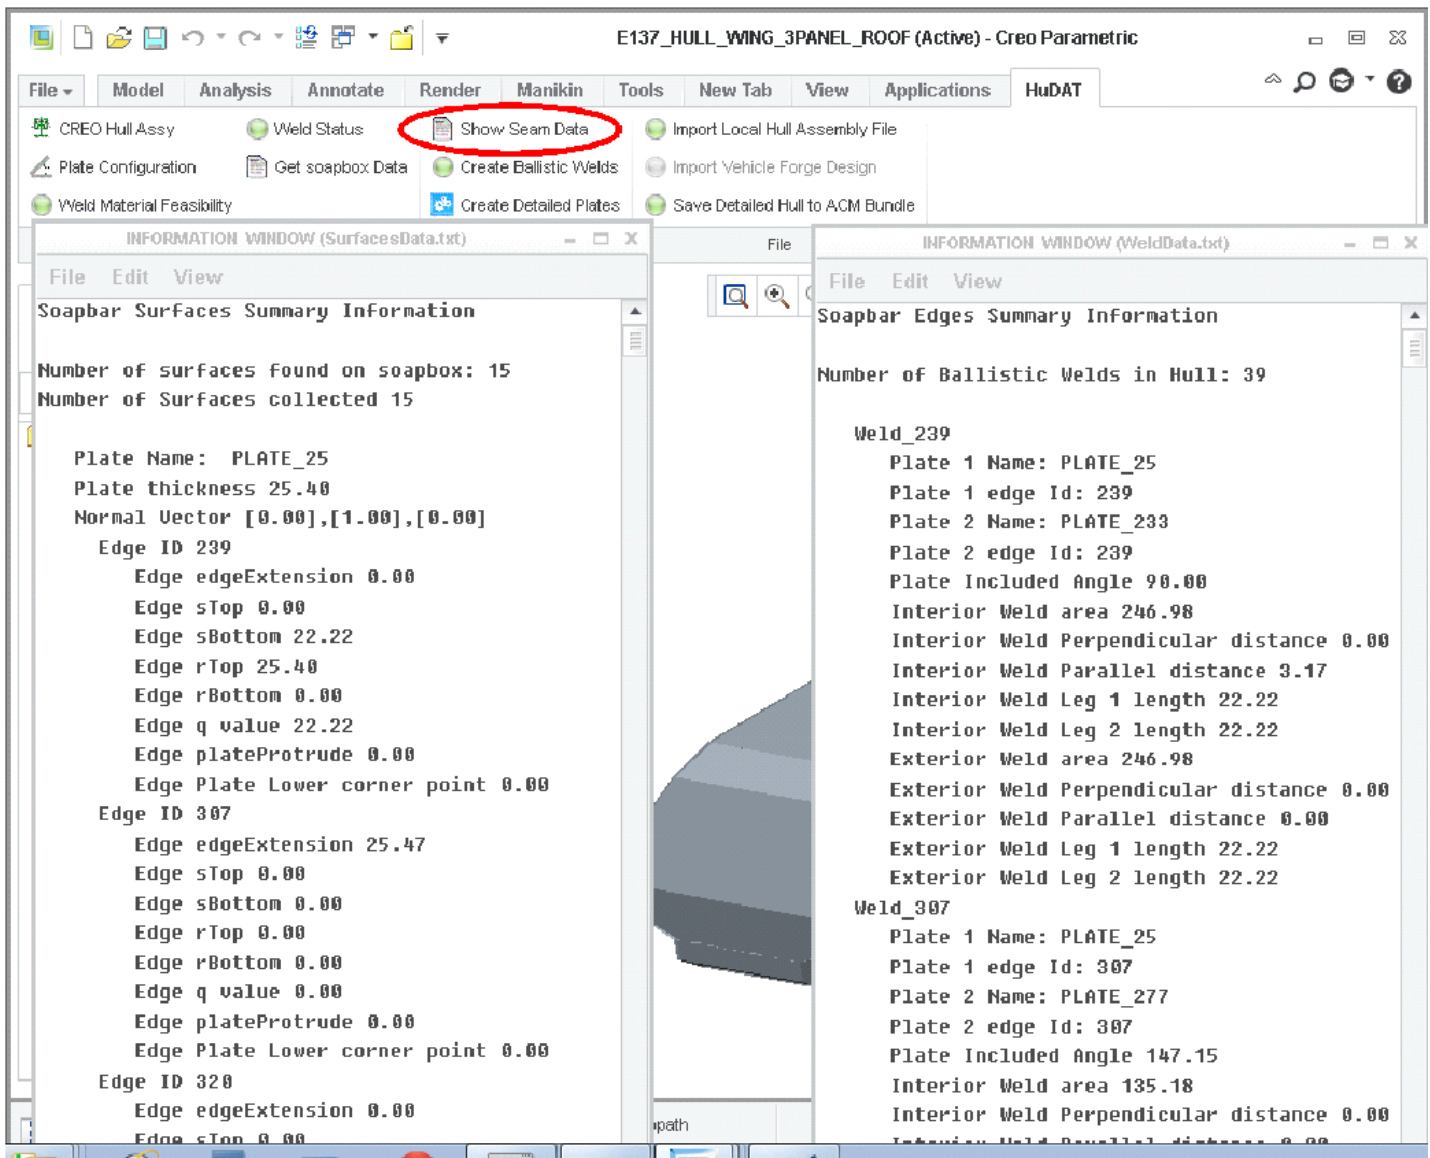 E137_HULL_WING_3PANEL_ROOF (Active) - Creo Parametric
File Model Analysis Annotate Render Manikin Tools New Tab View Applications HuDAT
CREO Hull Assy Weld Status Show Seam Data Import Local Hull Assembly File
Plate Configuration Get soapbox Data Create Ballistic Welds Import Vehicle Forge Design
Weld Material Feasibility Create Detailed Plates Save Detailed Hull to ACM Bundle
File
INFORMATION WINDOW (SurfacesData.txt)
File Edit View
Soapbar Surfaces Summary Information
Number of surfaces found on soapbox: 15
Number of Surfaces collected 15
Plate Name: PLATE_25
Plate thickness 25.40
Normal Vector [0.00],[1.00],[0.00]
Edge ID 239
Edge edgeExtension 0.00
Edge sTop 0.00
Edge sBottom 22.22
Edge rTop 25.40
Edge rBottom 0.00
Edge q value 22.22
Edge plateProtrude 0.00
Edge Plate Lower corner point 0.00
Edge ID 307
Edge edgeExtension 25.47
Edge sTop 0.00
Edge sBottom 0.00
Edge rTop 0.00
Edge rBottom 0.00
Edge q value 0.00
Edge plateProtrude 0.00
Edge Plate Lower corner point 0.00
Edge ID 320
Edge edgeExtension 0.00
Edge sTop 0.00
INFORMATION WINDOW (WeldData.txt)
File Edit View
Soapbar Edges Summary Information
Number of Ballistic Welds in Hull: 39
Weld_239
Plate 1 Name: PLATE_25
Plate 1 edge Id: 239
Plate 2 Name: PLATE_233
Plate 2 edge Id: 239
Plate Included Angle 90.00
Interior Weld area 246.98
Interior Weld Perpendicular distance 0.00
Interior Weld Parallel distance 3.17
Interior Weld Leg 1 length 22.22
Interior Weld Leg 2 length 22.22
Exterior Weld area 246.98
Exterior Weld Perpendicular distance 0.00
Exterior Weld Parallel distance 0.00
Exterior Weld Leg 1 length 22.22
Exterior Weld Leg 2 length 22.22
Weld_307
Plate 1 Name: PLATE_25
Plate 1 edge Id: 307
Plate 2 Name: PLATE_277
Plate 2 edge Id: 307
Plate Included Angle 147.15
Interior Weld area 135.18
Interior Weld Perpendicular distance 0.00
Interior Weld Parallel distance 0.00